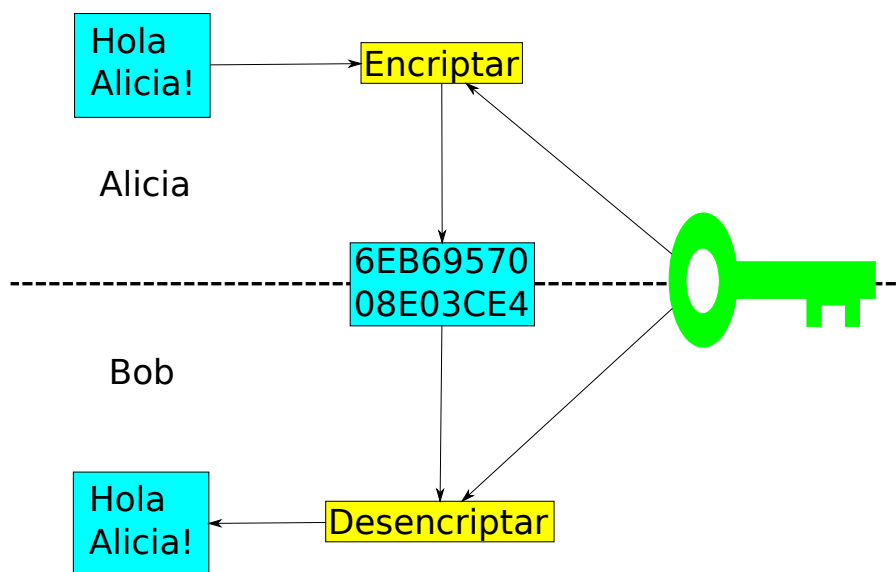 Hola
Alicia!
Encriptar
Alicia
6EB69570
08E03CE4
Bob
Hola
Alicia!
Desencriptar